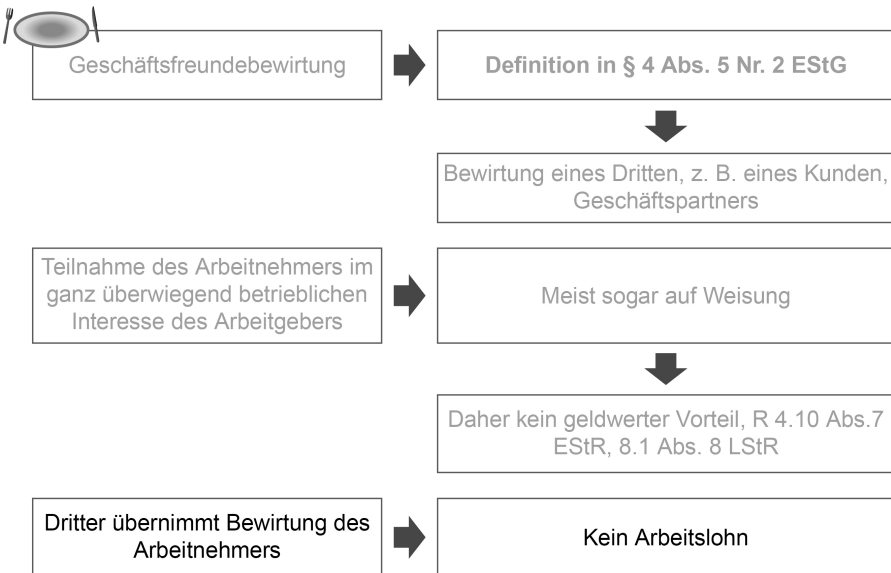 Geschäftsfreundebewirtung
Definition in § 4 Abs. 5 Nr. 2 EStG
Bewirtung eines Dritten, z. B. eines Kunden,
Geschäftspartners
Teilnahme des Arbeitnehmers im
ganz überwiegend betrieblichen
Interesse des Arbeitgebers
Meist sogar auf Weisung
Daher kein geldwerter Vorteil, R 4.10 Abs.7
EStR, 8.1 Abs. 8 LStR
Dritter übernimmt Bewirtung des
Arbeitnehmers
Kein Arbeitslohn